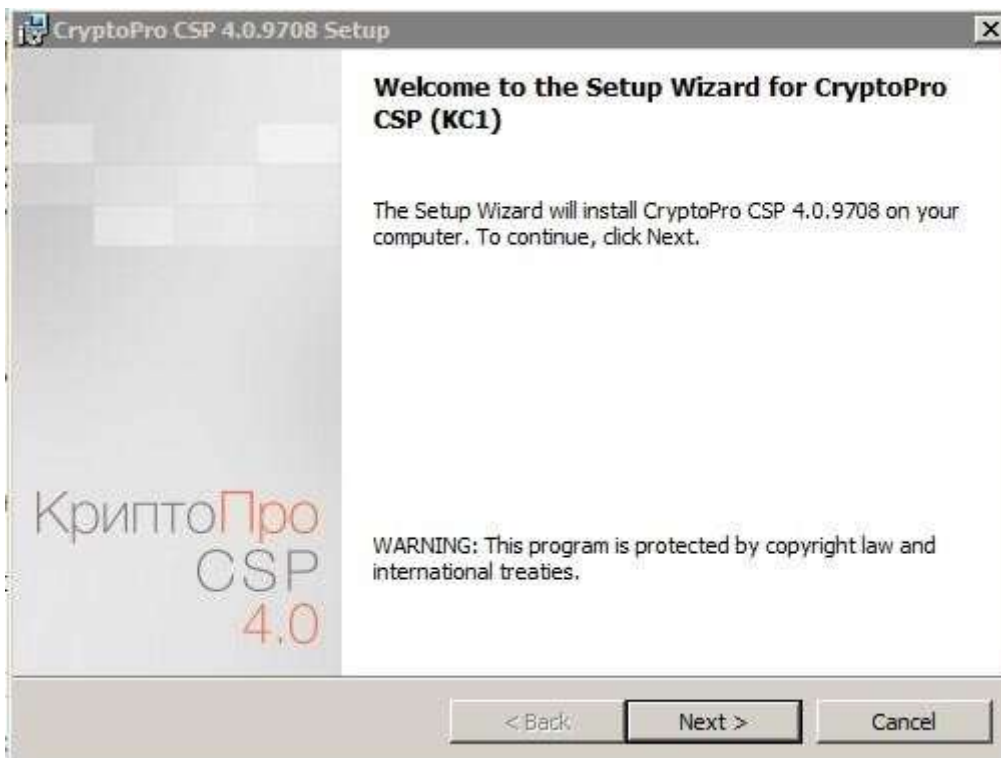 CryptoPro CSP 4.0.9708 Setup
Welcome to the Setup Wizard for CryptoPro
CSP (KC1)
The Setup Wizard will install CryptoPro CSP 4.0.9708 on your
computer. To continue, click Next.
КриптоПро
CSP
4.0
WARNING: This program is protected by copyright law and
international treaties.
< Back
Next >
Cancel